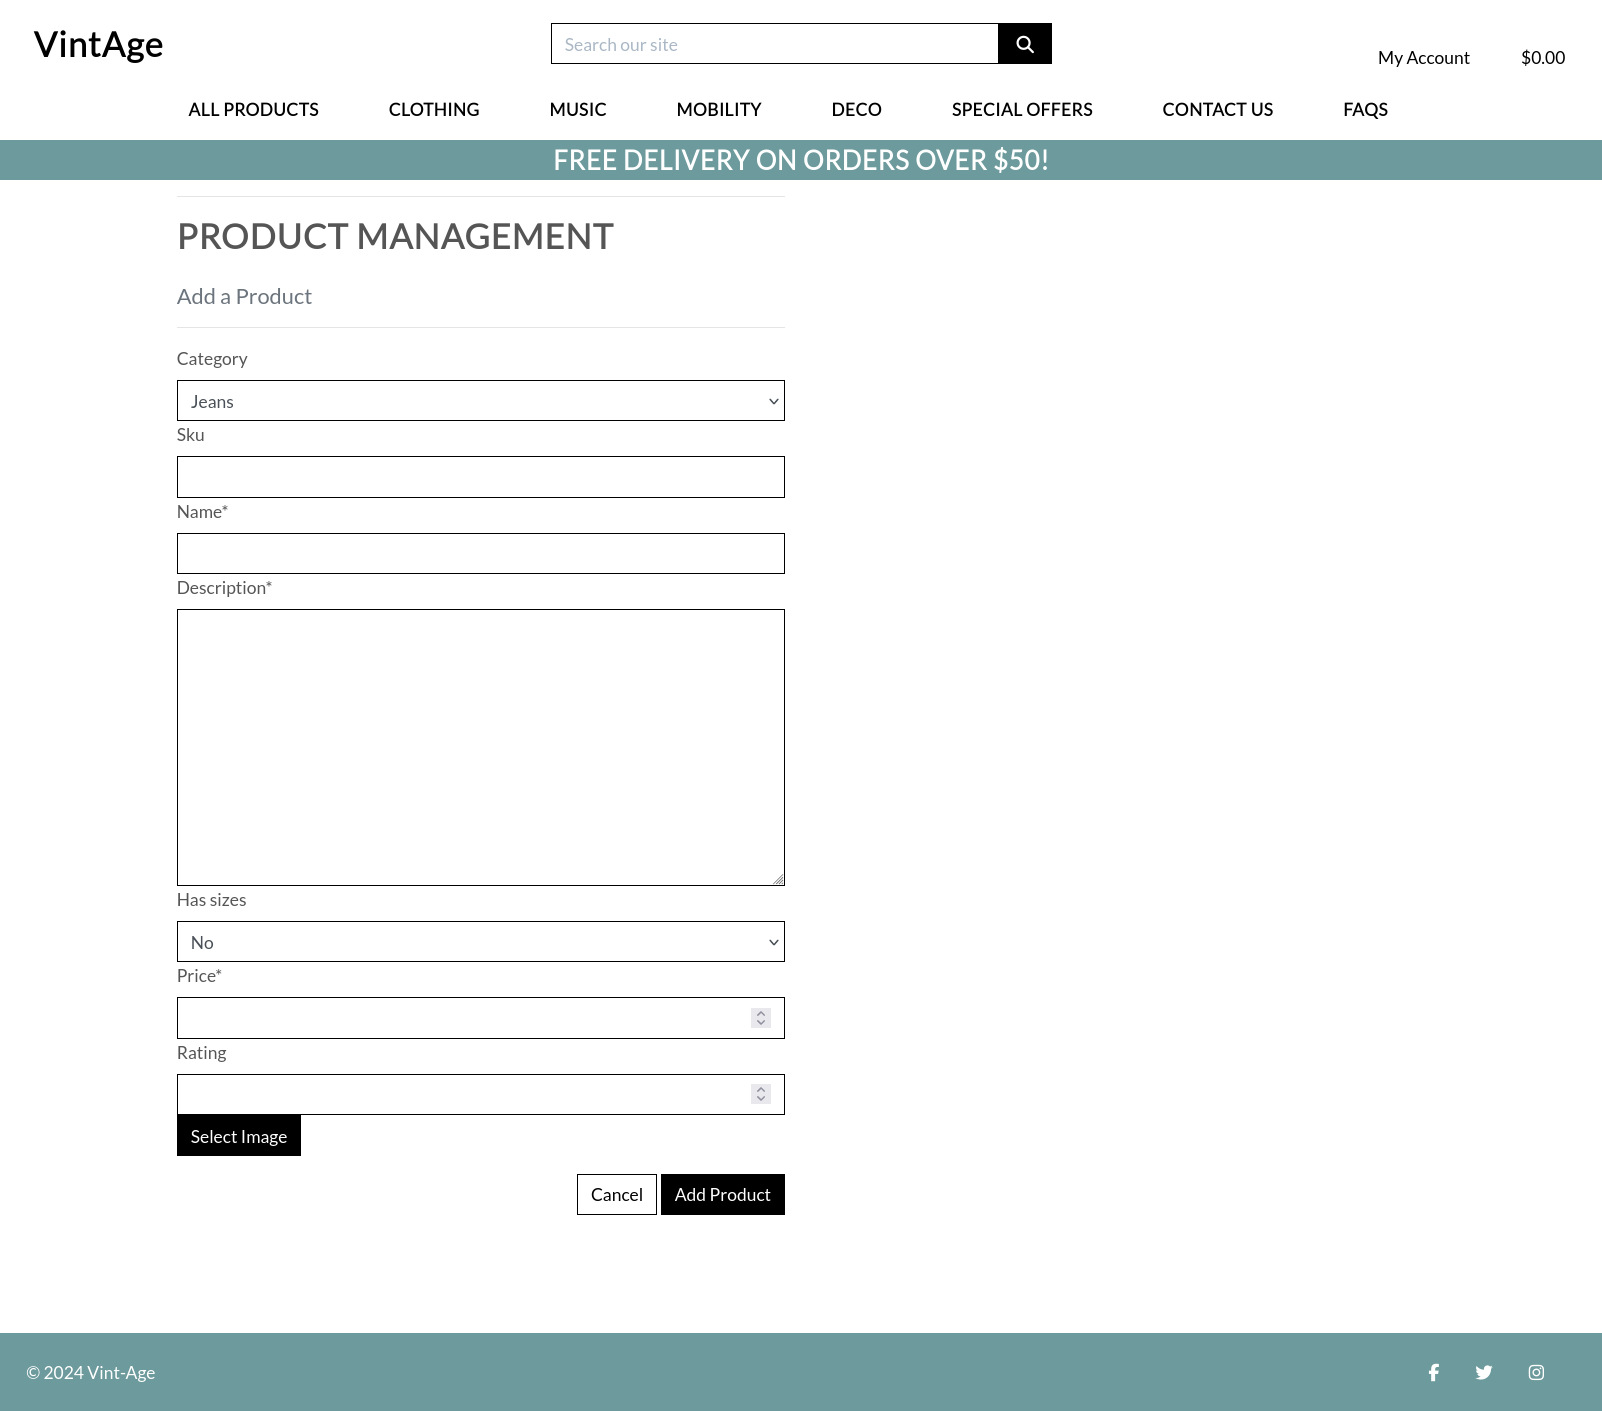 VintAge
Search our site
My Account
$0.00
ALL PRODUCTS
CLOTHING
MUSIC
MOBILITY
DECO
SPECIAL OFFERS
CONTACT US
FAQS
FREE DELIVERY ON ORDERS OVER $50!
PRODUCT MANAGEMENT
Add a Product
Category
Jeans
Sku
Name*
Description*
Has sizes
No
Price*
Rating
Select Image
Cancel
Add Product
© 2024 Vint-Age